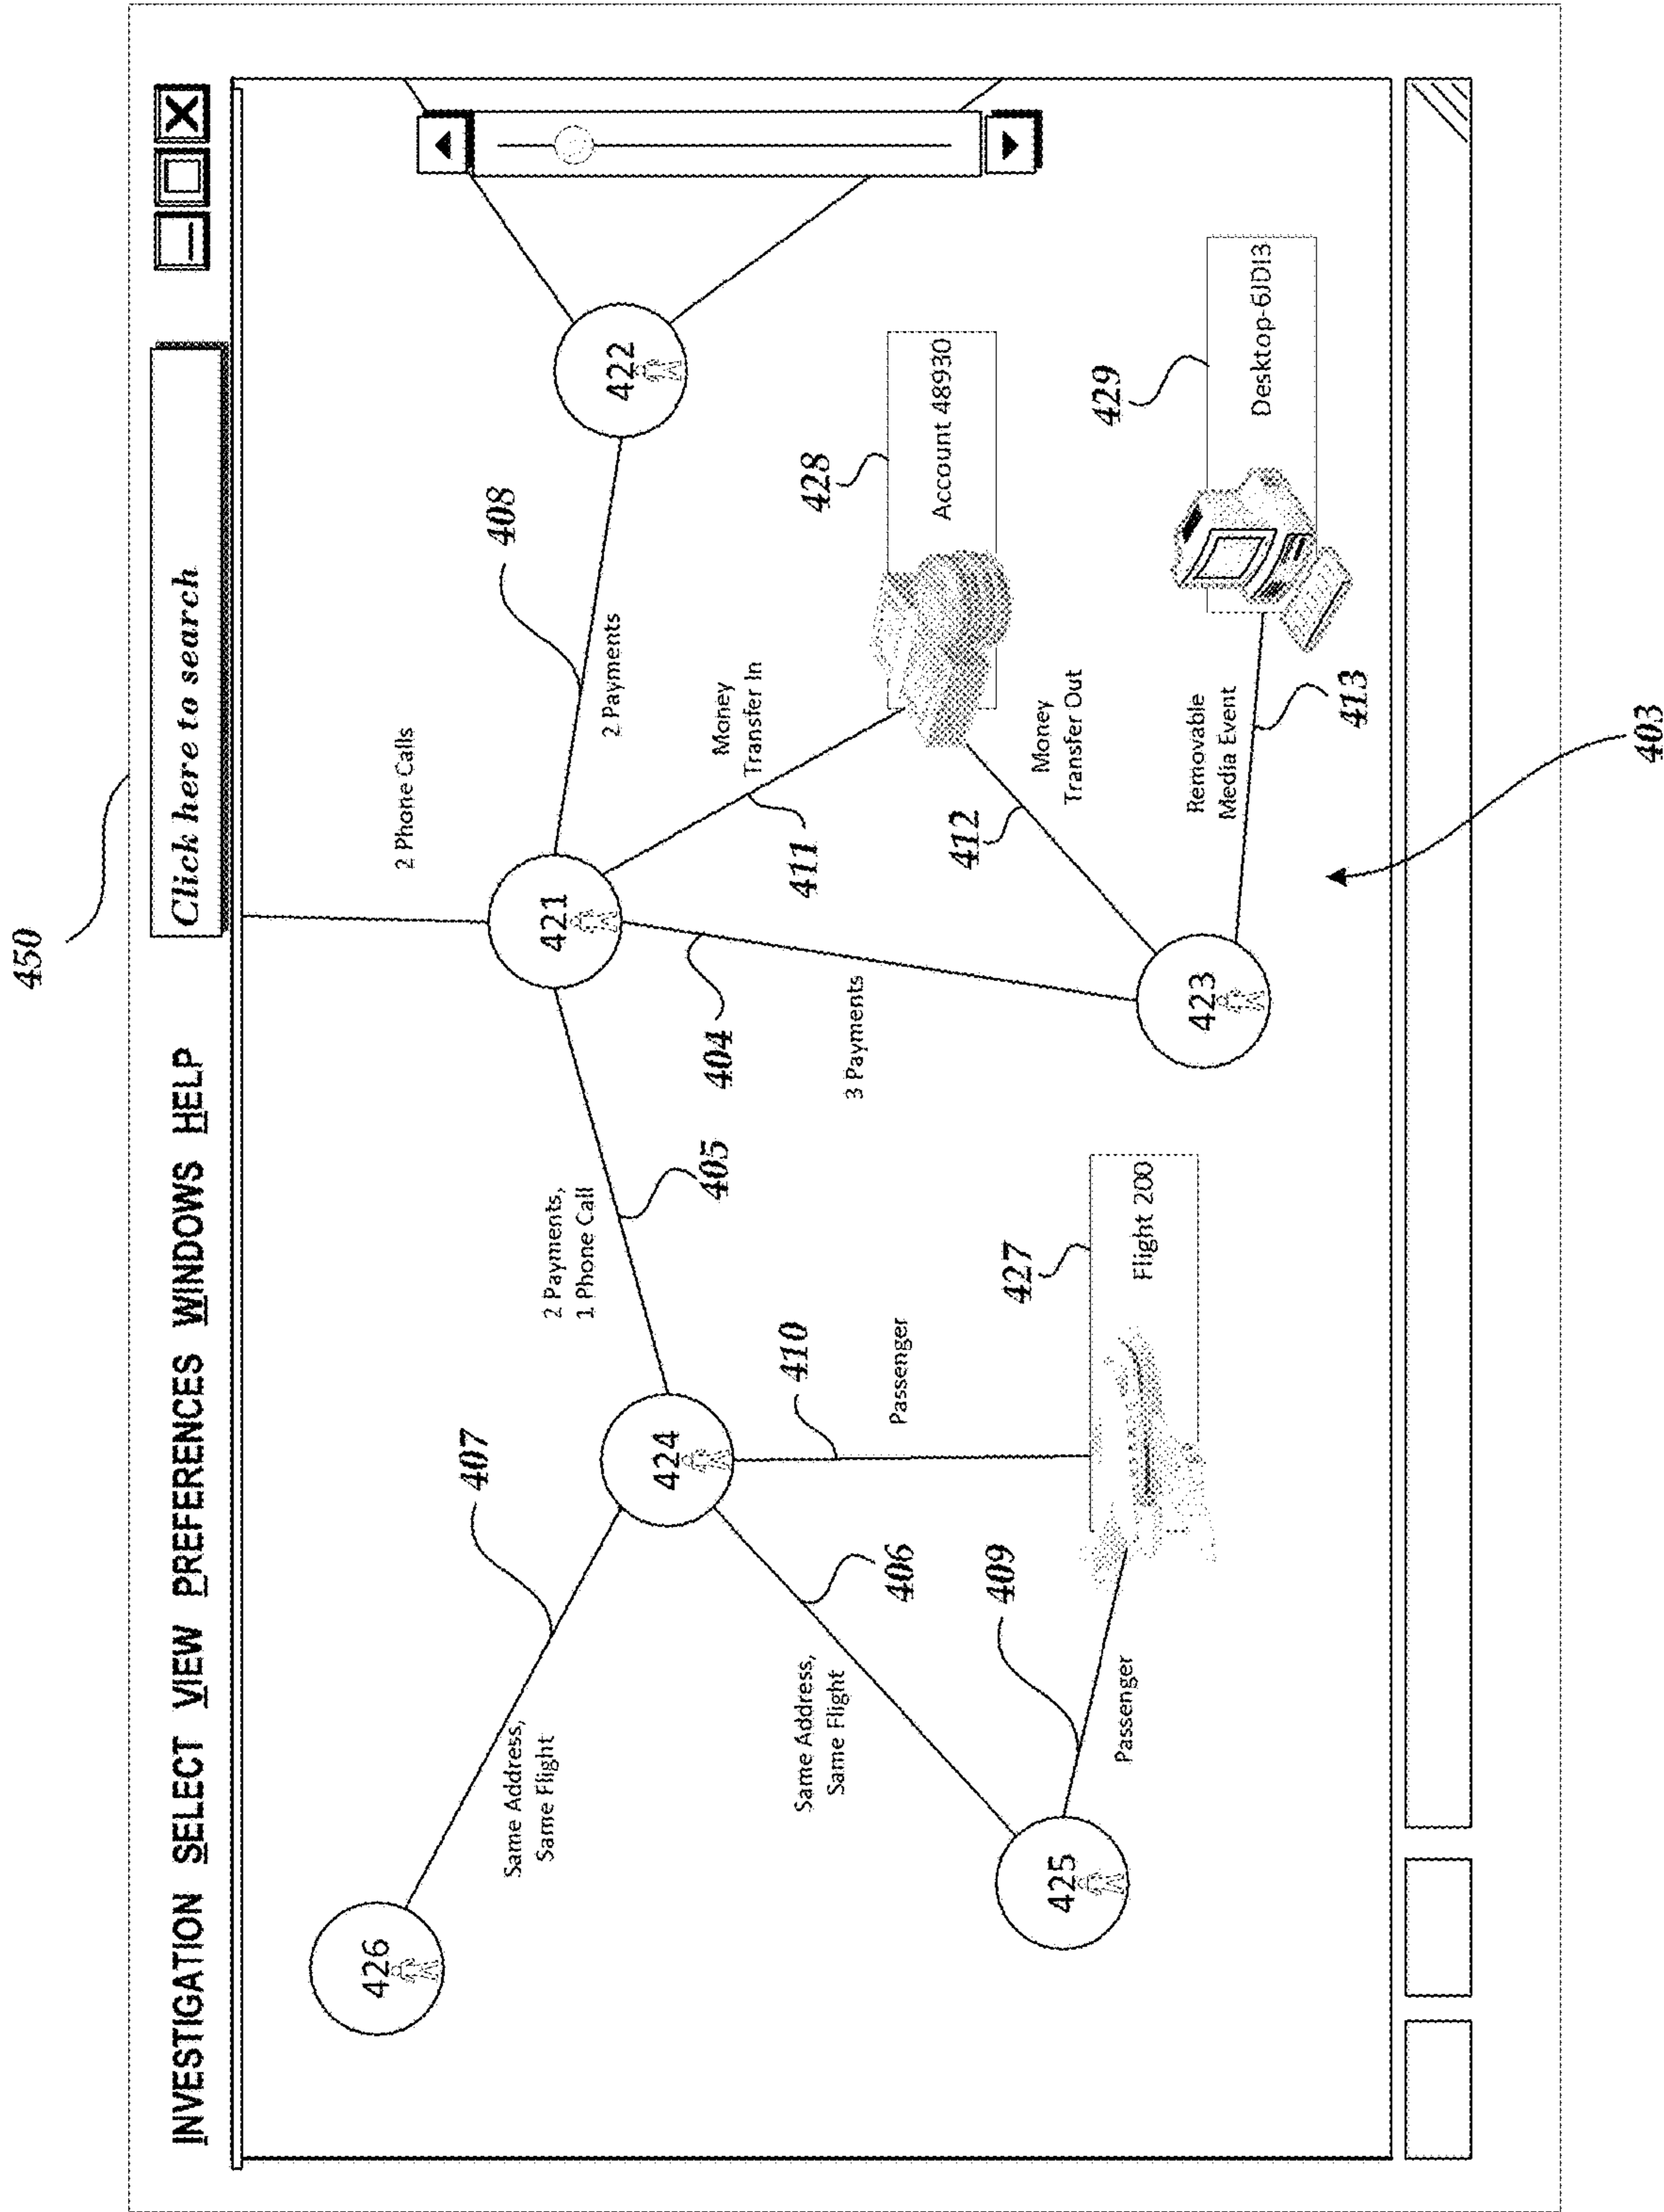 450
INVESTIGATION SELECT VIEW PREFERENCES WINDOWS HELP
Click here to search
426
407
Same Address,
Same Flight
2 Phone Calls
421
408
422
2 Payments,
1 Phone Call
2 Payments
405
404
424
Money
Transfer In
411
428
Account 48930
410
Passenger
3 Payments
Same Address,
Same Flight
406
409
412
Money
Transfer Out
427
Flight 200
425
Passenger
423
Removable
Media Event
429
Desktop-6JDI3
413
403